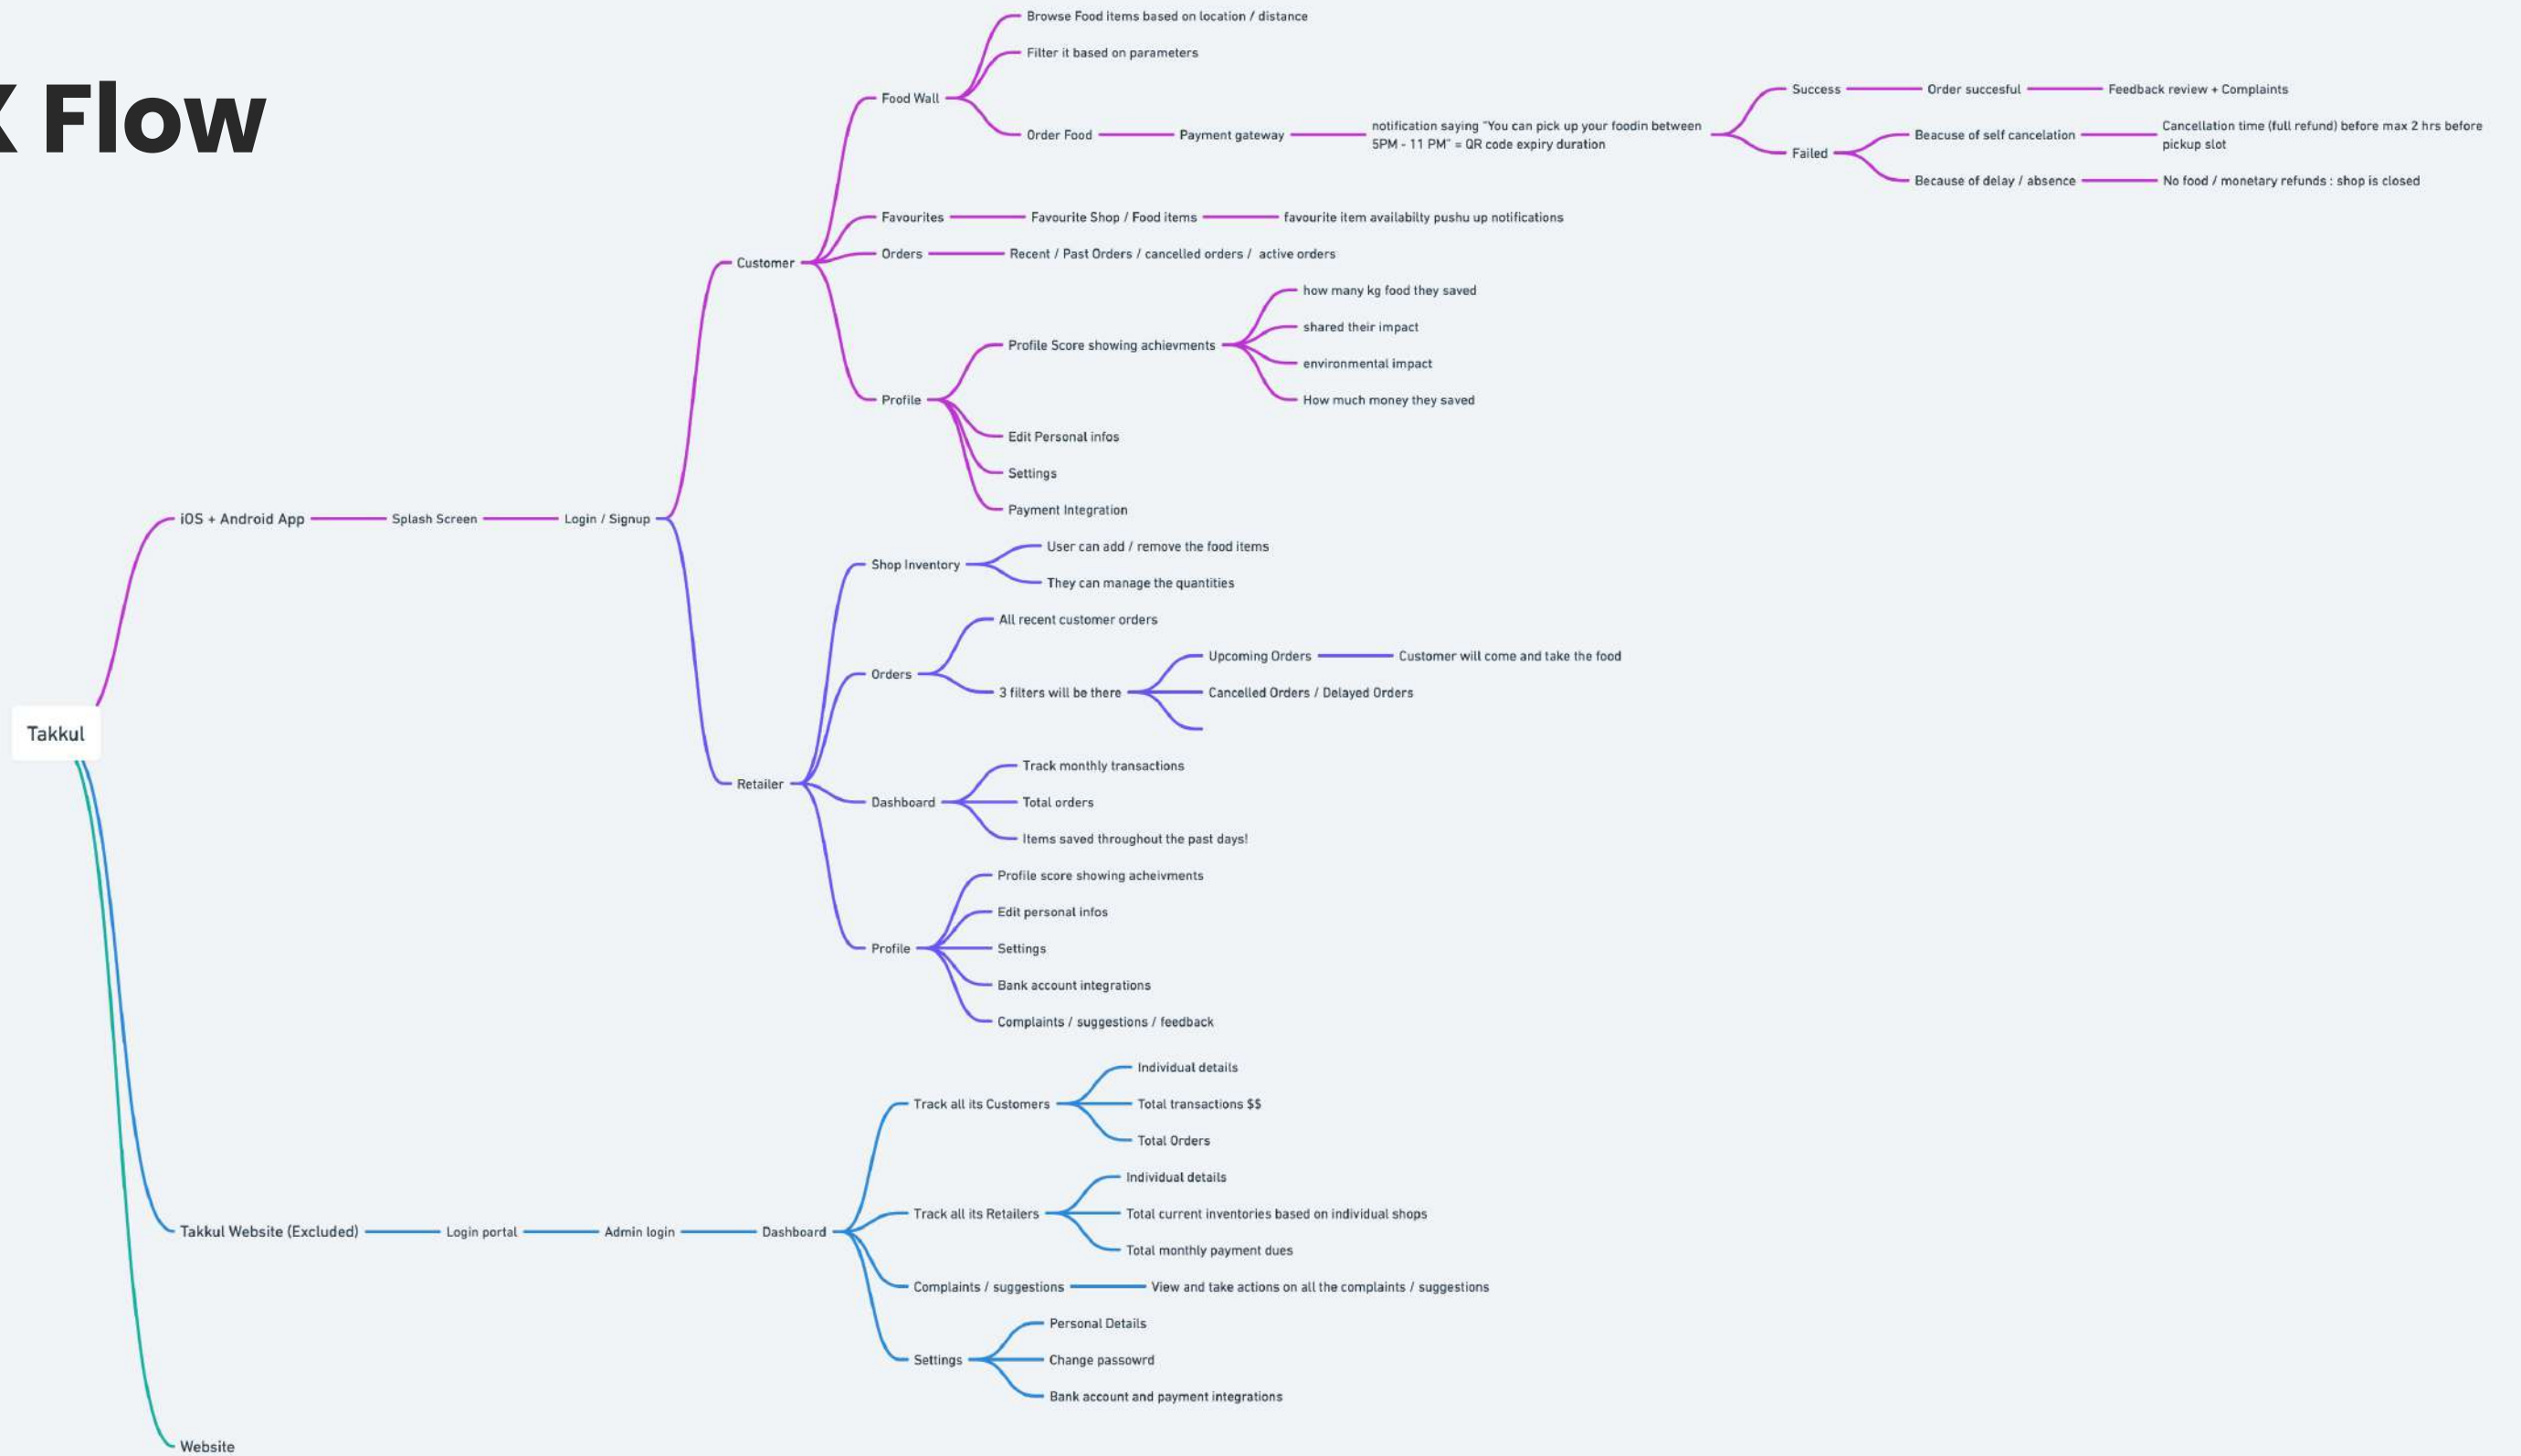 X Flow
Browse Food items based on location / distance
Filter it based on parameters
Food Wall
Order Food
Payment gateway
notification saying "You can pick up your foodin between
5PM - 11 PM" = QR code expiry duration
Success
Order succesful
Feedback review + Complaints
Failed
Beacuse of self cancelation
Cancellation time (full refund) before max 2 hrs before
pickup slot
Because of delay / absence
No food / monetary refunds : shop is closed
Customer
Favourites
Favourite Shop / Food items
favourite item availabilty pushu up notifications
Orders
Recent / Past Orders / cancelled orders / active orders
Profile
Profile Score showing achievments
how many kg food they saved
shared their impact
environmental impact
How much money they saved
Edit Personal infos
Settings
Payment Integration
Takkul
iOS + Android App
Splash Screen
Login / Signup
Retailer
Shop Inventory
User can add / remove the food items
They can manage the quantities
Orders
All recent customer orders
3 filters will be there
Upcoming Orders
Customer will come and take the food
Cancelled Orders / Delayed Orders
Dashboard
Track monthly transactions
Total orders
Items saved throughout the past days!
Profile
Profile score showing acheivments
Edit personal infos
Settings
Bank account integrations
Complaints / suggestions / feedback
Takkul Website (Excluded)
Login portal
Admin login
Dashboard
Track all its Customers
Individual details
Total transactions $$
Total Orders
Track all its Retailers
Individual details
Total current inventories based on individual shops
Total monthly payment dues
Complaints / suggestions
View and take actions on all the complaints / suggestions
Settings
Personal Details
Change passowrd
Bank account and payment integrations
Website